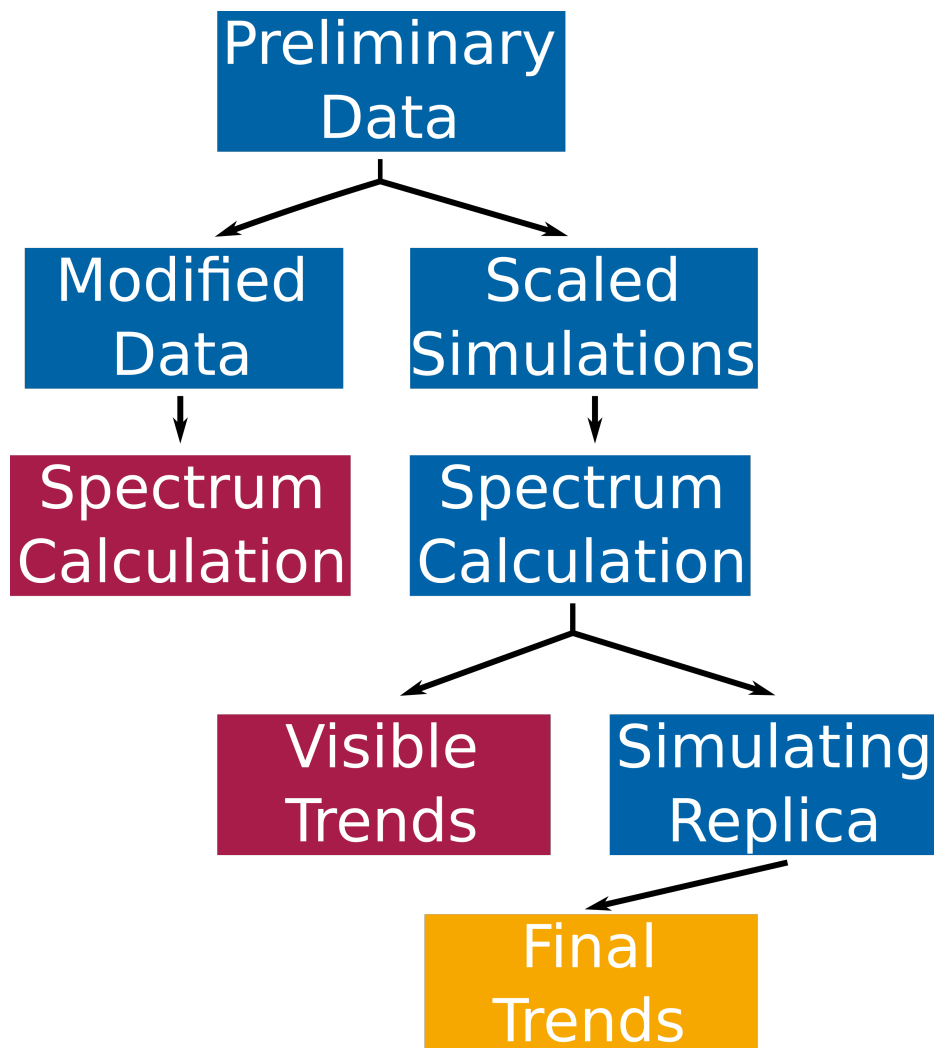 Preliminary
Data
Modified
Data
Scaled
Simulations
Spectrum
Calculation
Spectrum
Calculation
Visible
Trends
Simulating
Replica
Final
Trends